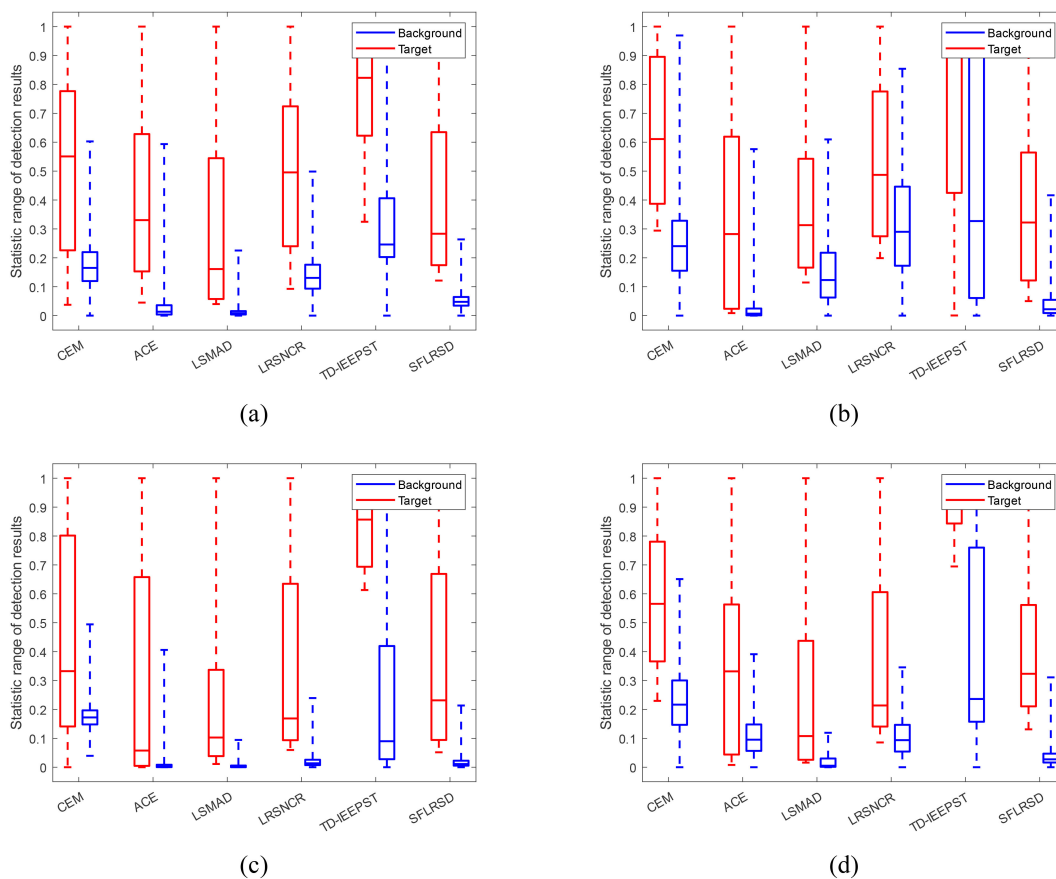 Statistic range of detection results
1
0.9
0.8
0.7
0.6
0.5
0.4
0.3
0.2
0.1
0
Background
Target
CEM
ACE
LSMAD
LRSNCR
TD-IEEPST
SFLRSD
(a)
Statistic range of detection results
1
0.9
0.8
0.7
0.6
0.5
0.4
0.3
0.2
0.1
0
Background
Target
CEM
ACE
LSMAD
LRSNCR
TD-IEEPST
SFLRSD
(b)
Statistic range of detection results
1
0.9
0.8
0.7
0.6
0.5
0.4
0.3
0.2
0.1
0
Background
Target
CEM
ACE
LSMAD
LRSNCR
TD-IEEPST
SFLRSD
(c)
Statistic range of detection results
1
0.9
0.8
0.7
0.6
0.5
0.4
0.3
0.2
0.1
0
Background
Target
CEM
ACE
LSMAD
LRSNCR
TD-IEEPST
SFLRSD
(d)